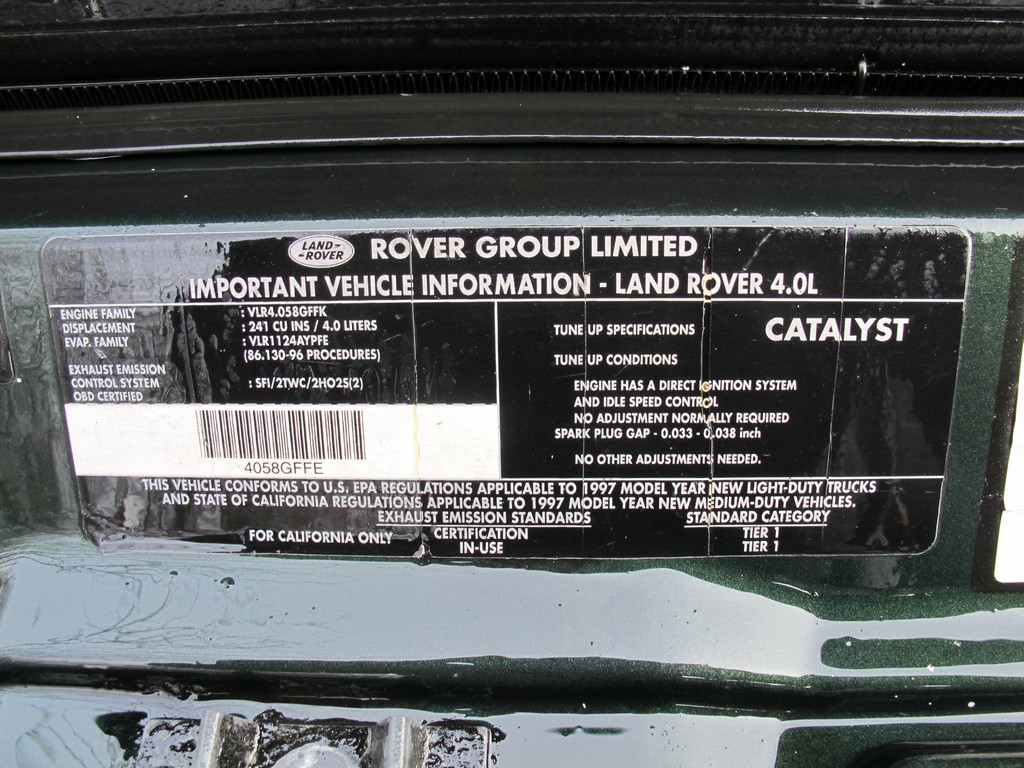 LAND-ROVER
ROVER GROUP LIMITED
IMPORTANT VEHICLE INFORMATION - LAND ROVER 4.0L
ENGINE FAMILY : VLR4.058GFFK
DISPLACEMENT : 241 CU INS / 4.0 LITERS
EVAP. FAMILY : VLR1124AYPFE
(86.130-96 PROCEDURES)
EXHAUST EMISSION
CONTROL SYSTEM : SFI/2TWC/2HO2S(2)
OBD CERTIFIED
4058GFFE
TUNE UP SPECIFICATIONS CATALYST
TUNE UP CONDITIONS
ENGINE HAS A DIRECT IGNITION SYSTEM
AND IDLE SPEED CONTROL
NO ADJUSTMENT NORMALLY REQUIRED
SPARK PLUG GAP - 0.033 - 0.038 inch
NO OTHER ADJUSTMENTS NEEDED.
THIS VEHICLE CONFORMS TO U.S. EPA REGULATIONS APPLICABLE TO 1997 MODEL YEAR NEW LIGHT-DUTY TRUCKS
AND STATE OF CALIFORNIA REGULATIONS APPLICABLE TO 1997 MODEL YEAR NEW MEDIUM-DUTY VEHICLES.
EXHAUST EMISSION STANDARDS STANDARD CATEGORY
FOR CALIFORNIA ONLY CERTIFICATION TIER 1
IN-USE TIER 1